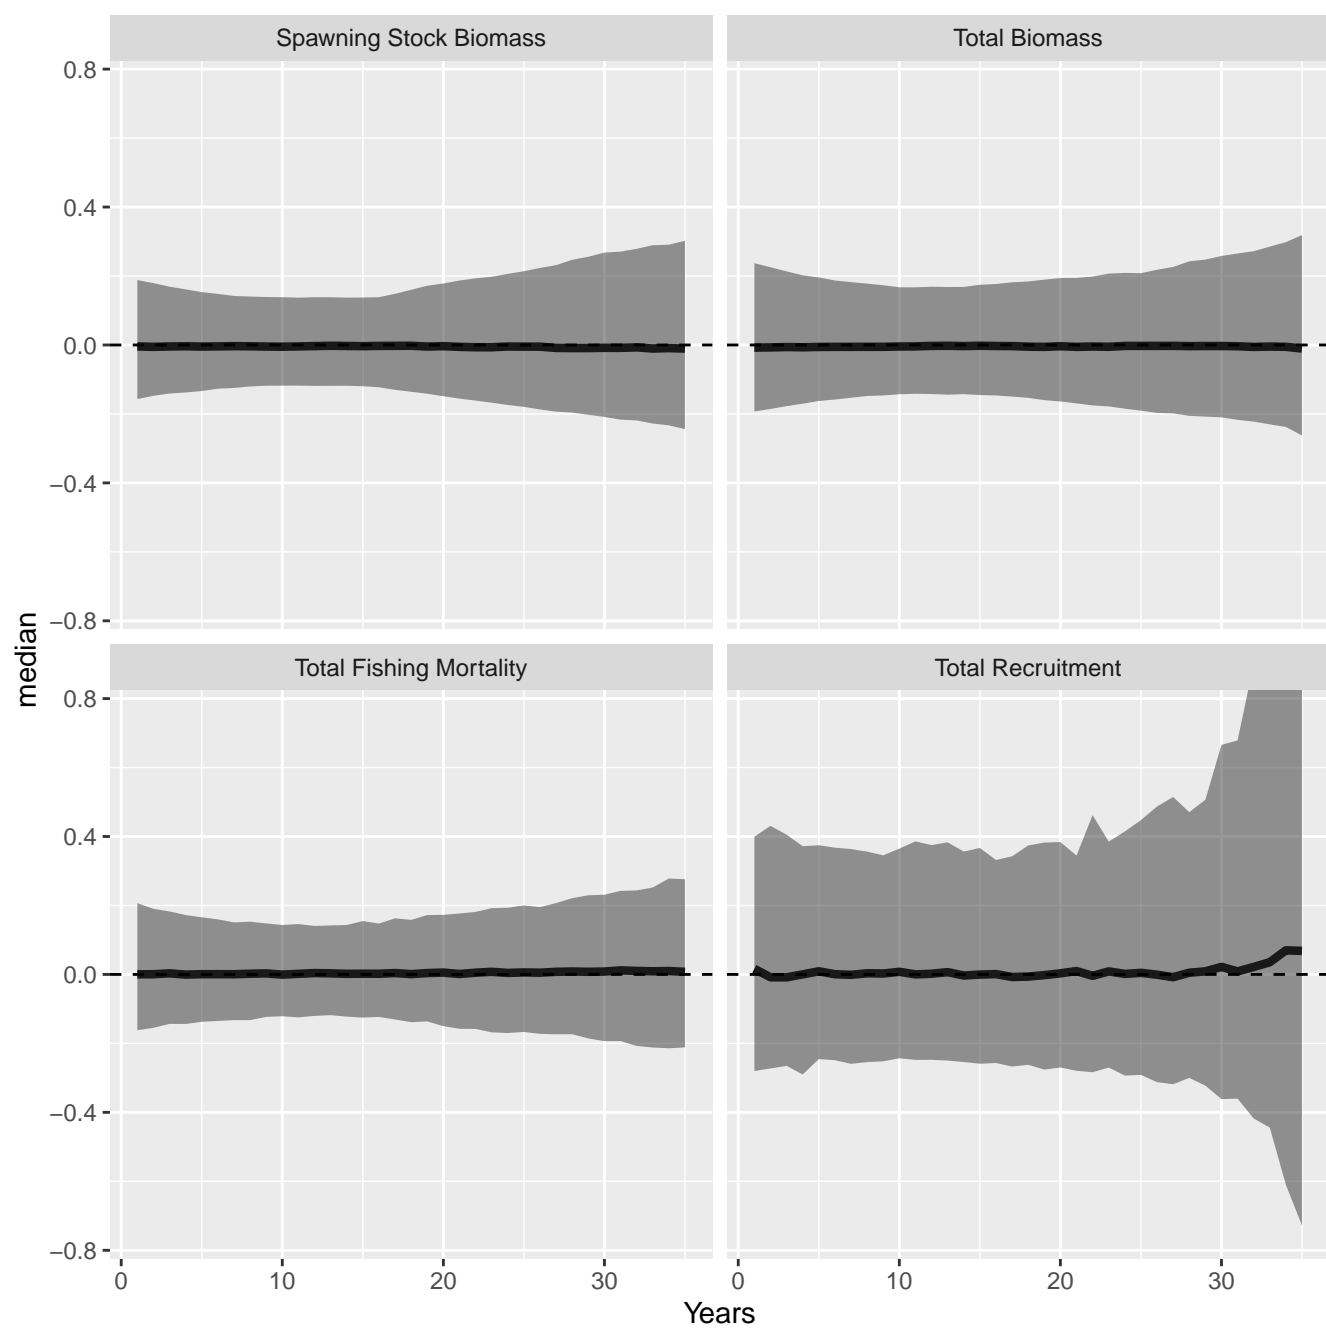 Spawning Stock Biomass
Total Biomass
0.8
0.4
0.0
−0.4
−0.8
median
Total Fishing Mortality
Total Recruitment
0.8
0.4
0.0
−0.4
−0.8
0 10 20 30
0 10 20 30
Years